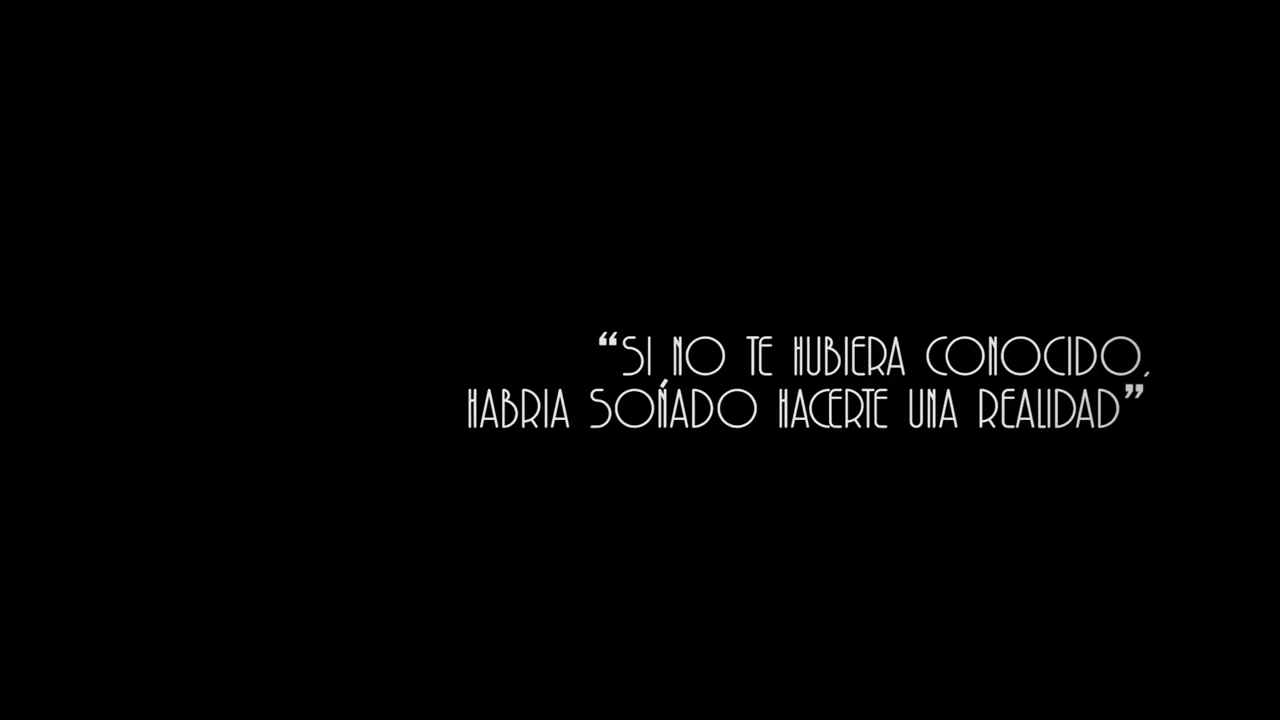 “SI NO TE HUBIERA CONOCIDO,
HABRIA SOÑADO HACERTE UNA REALIDAD”